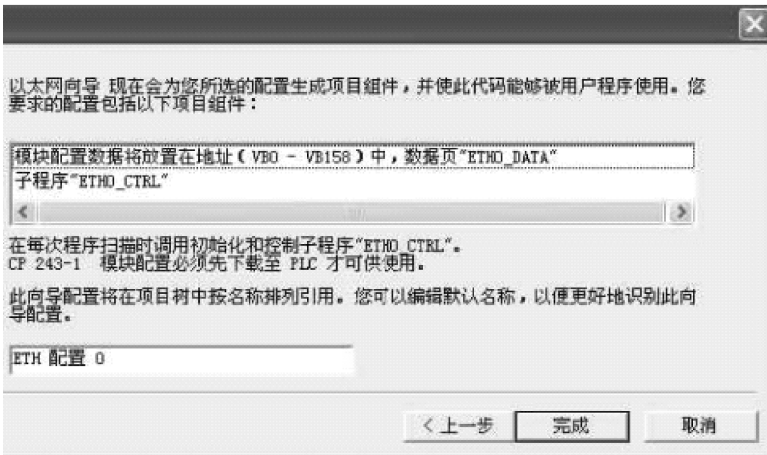 以太网向导 现在会为您所选的配置生成项目组件，并使此代码能够被用户程序使用。您
要求的配置包括以下项目组件：
模块配置数据将放置在地址（VB0 - VB158）中，数据页"ETH0_DATA"
子程序"ETH0_CTRL"
在每次程序扫描时调用初始化和控制子程序"ETH0_CTRL"。
CP 243-1 模块配置必须先下载至 PLC 才可供使用。
此向导配置将在项目树中按名称排列引用。您可以编辑默认名称，以便更好地识别此向
导配置。
ETH 配置 0
< 上一步 完成 取消